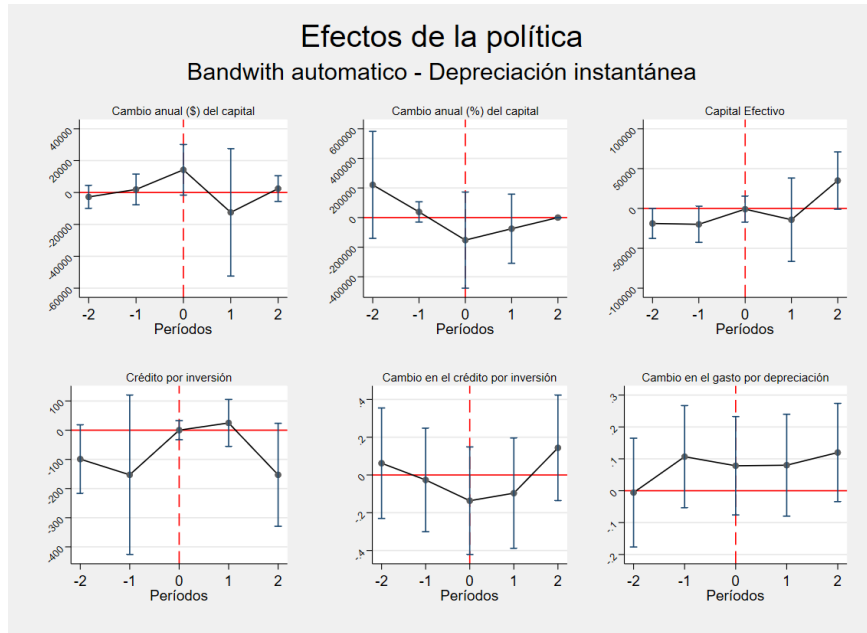 Efectos de la política
Bandwith automatico - Depreciación instantánea
Cambio anual ($) del capital
40000
20000
0
-20000
-40000
-60000
-2 -1 0 1 2
Períodos
Cambio anual (%) del capital
600000
400000
200000
0
-200000
-400000
-2 -1 0 1 2
Períodos
Capital Efectivo
100000
50000
0
-50000
-100000
-2 -1 0 1 2
Períodos
Crédito por inversión
100
0
-100
-200
-300
-400
-2 -1 0 1 2
Períodos
Cambio en el crédito por inversión
.4
.2
0
-.2
-.4
-2 -1 0 1 2
Períodos
Cambio en el gasto por depreciación
.3
.2
.1
0
-.1
-.2
-2 -1 0 1 2
Períodos